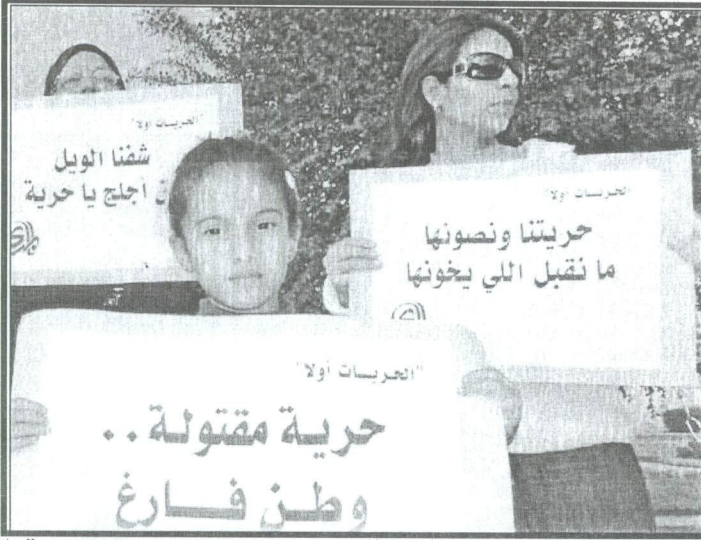 "الحريات أولا"
حريتنا ونصونها
ما نقبل اللي يخونها
"الحريات أولا"
شفنا الويل
أجلج يا حرية
"الحريات أولا"
حرية مقتولة..
وطن فارغ